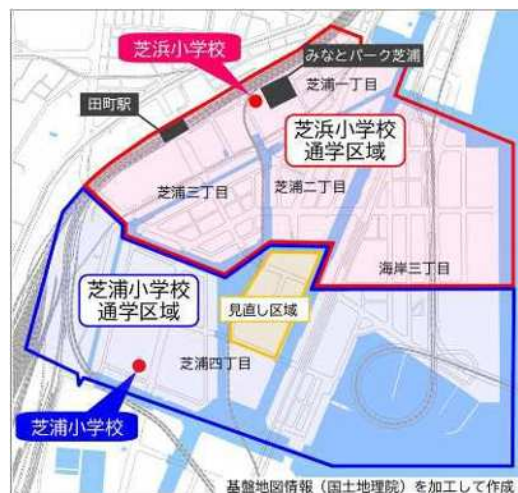 芝浜小学校
みなとパーク芝浦
芝浦一丁目
田町駅
芝浜小学校
通学区域
芝浦三丁目
芝浦二丁目
海岸三丁目
芝浦小学校
通学区域
見直し区域
芝浦四丁目
芝浦小学校
基盤地図情報（国土地理院）を加工して作成